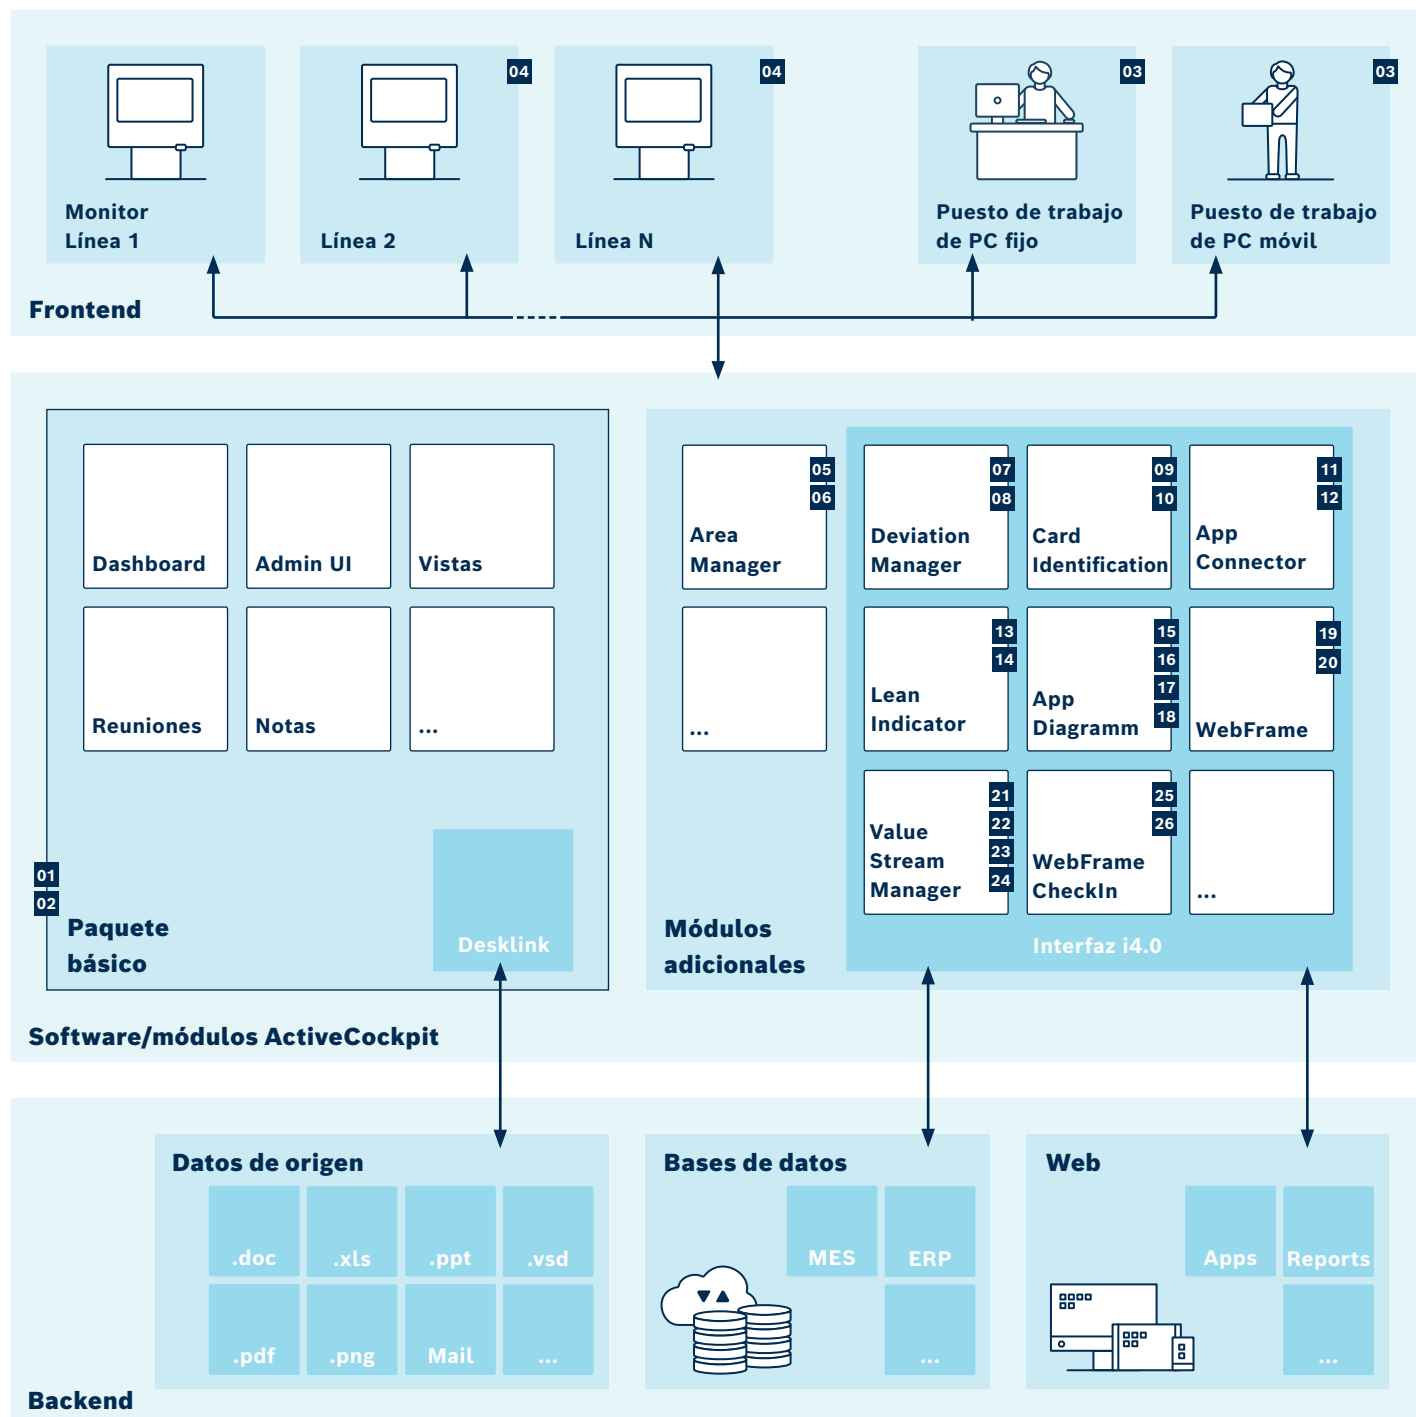 04
04
03
03
Monitor
Línea 1
Línea 2
Línea N
Puesto de trabajo
de PC fijo
Puesto de trabajo
de PC móvil
Frontend
Dashboard
Admin UI
Vistas
Reuniones
Notas
...
01
02
Paquete
básico
Desklink
05
06
Area
Manager
...
Módulos
adicionales
07
08
Deviation
Manager
09
10
Card
Identification
11
12
App
Connector
13
14
Lean
Indicator
15
16
17
18
App
Diagramm
19
20
WebFrame
21
22
23
24
Value
Stream
Manager
25
26
WebFrame
CheckIn
...
Interfaz i4.0
Software/módulos ActiveCockpit
Datos de origen
.doc
.xls
.ppt
.vsd
.pdf
.png
Mail
...
Bases de datos
MES
ERP
...
Web
Apps
Reports
...
Backend